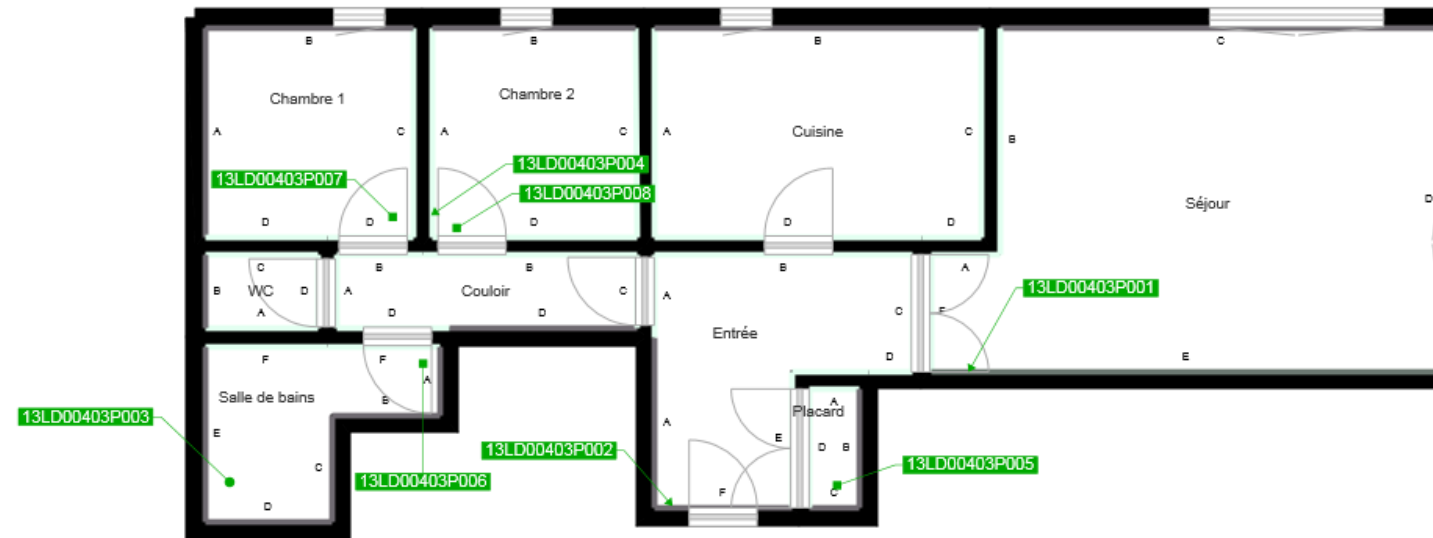 B
B
B
C
Chambre 1
Chambre 2
Cuisine
A
C
A
C
A
C
B
13LD00403P004
13LD00403P007
13LD00403P008
Séjour
D
D
D
D
D
D
D
C
B
B
B
A
WC
B
D
A
Couloir
C
A
13LD00403P001
A
D
D
C
E
Entrée
F
F
D
E
A
Salle de bains
B
A
Placard
13LD00403P003
E
A
E
D
B
C
13LD00403P002
13LD00403P005
13LD00403P006
F
C
D